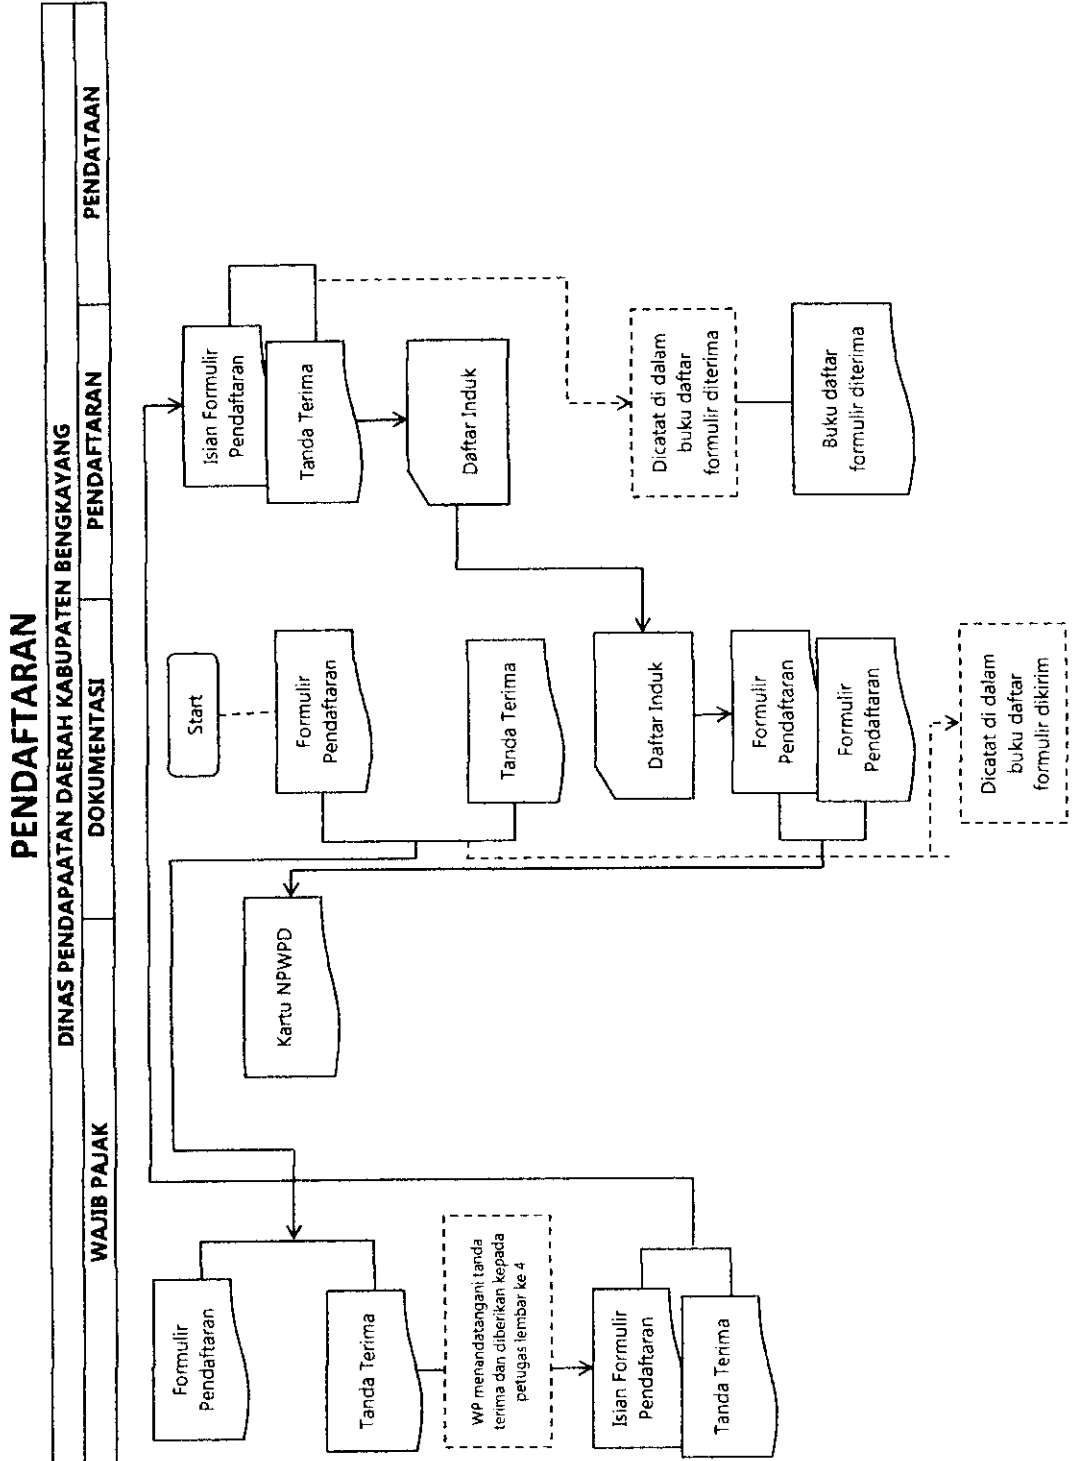 PENDAFTARAN
DINAS PENDAPAATAN DAERAH KABUPATEN BENGKAYANG
WAJIB PAJAK
DOKUMENTASI
PENDAFTARAN
PENDATAAN
Formulir
Pendaftaran
Tanda Terima
WP menandatangani tanda
terima dan diberikan kepada
petugas lembar ke 4
Isian Formulir
Pendaftaran
Tanda Terima
Kartu NPWPD
Start
Formulir
Pendaftaran
Tanda Terima
Daftar Induk
Formulir
Pendaftaran
Formulir
Pendaftaran
Dicatat di dalam
buku daftar
formulir dikirim
Isian Formulir
Pendaftaran
Tanda Terima
Daftar Induk
Dicatat di dalam
buku daftar
formulir diterima
Buku daftar
formulir diterima